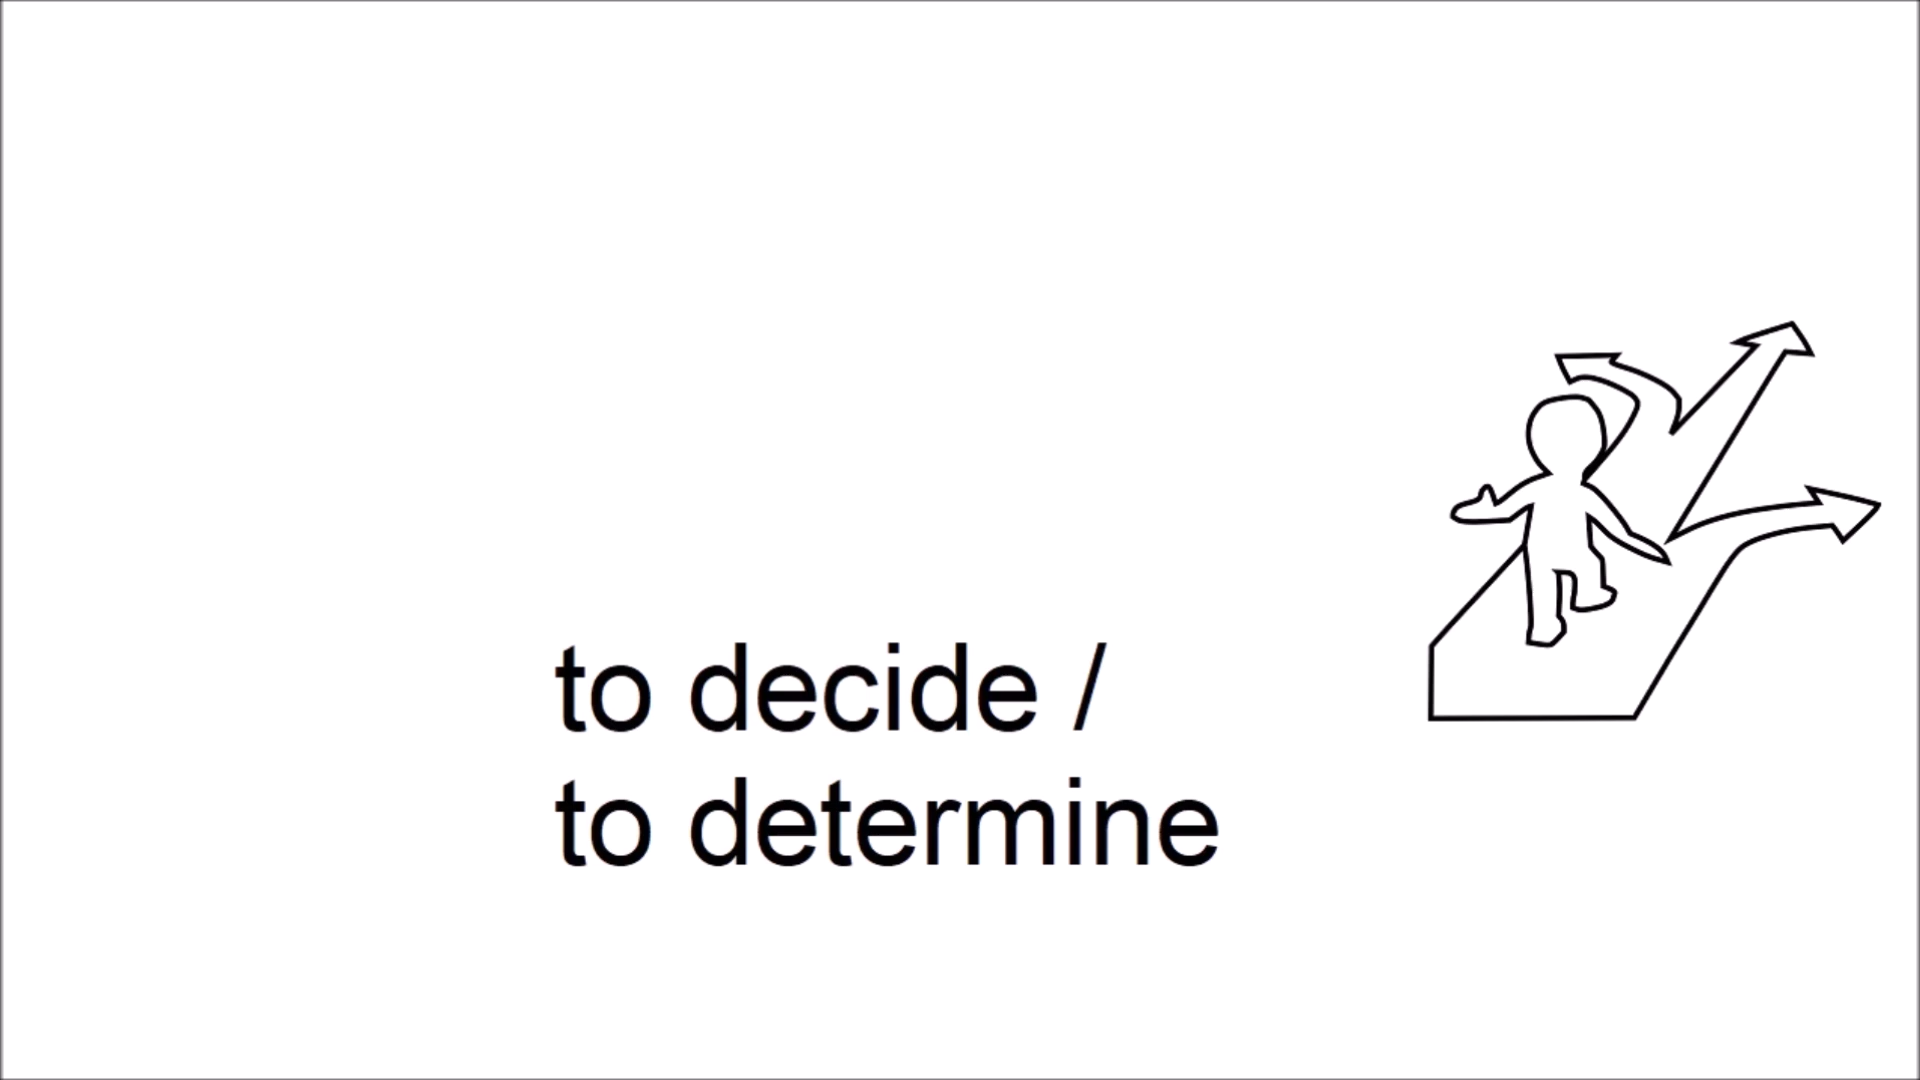 to decide /
to determine